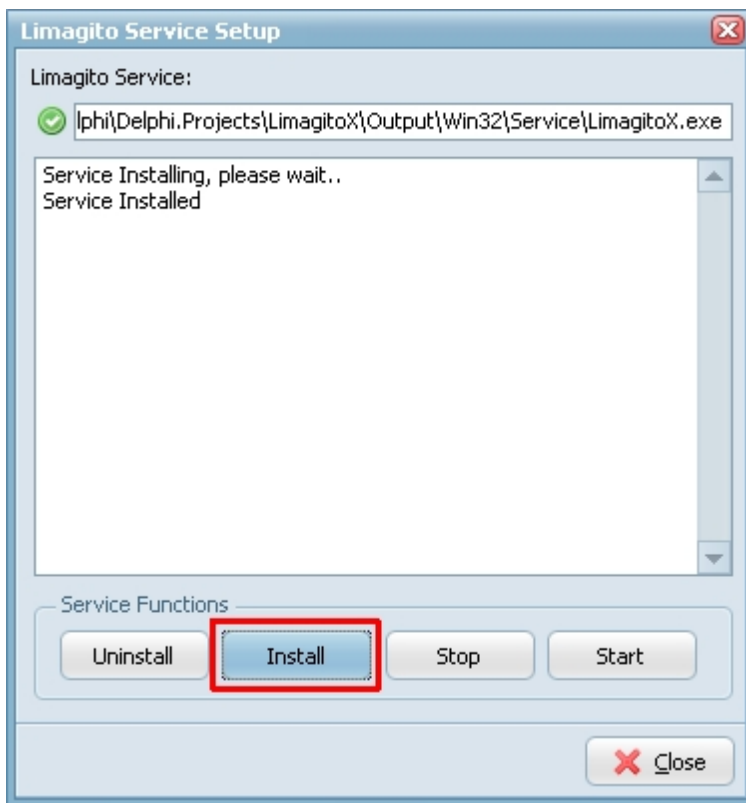 Limagito Service Setup
Limagito Service:
lphi\Delphi.Projects\LimagitoX\Output\Win32\Service\LimagitoX.exe
Service Installing, please wait..
Service Installed
Service Functions
Uninstall Install Stop Start
Close